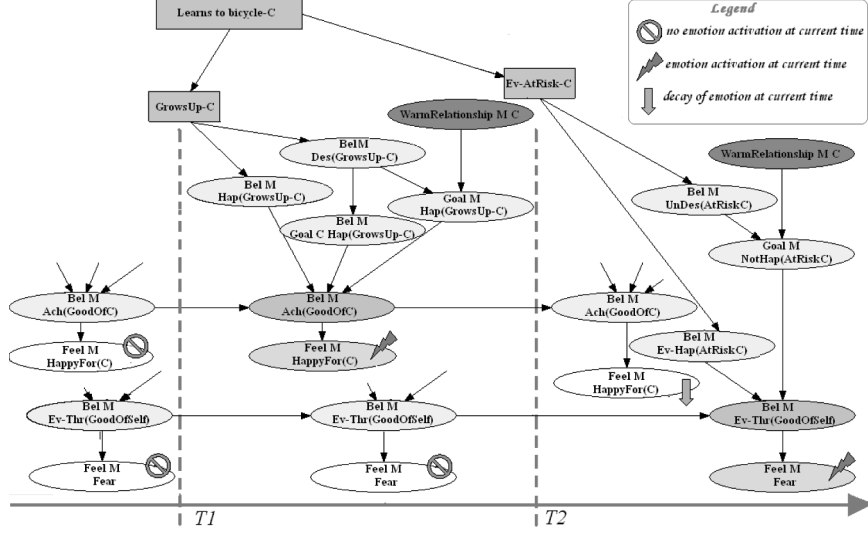 Learns to bicycle-C
Legend
no emotion activation at current time
emotion activation at current time
decay of emotion at current time
GrowsUp-C
Ev-AtRisk-C
WarmRelationship M C
Bel M
Des(GrowsUp-C)
WarmRelationship M C
Bel M
Hap(GrowsUp-C)
Goal M
Hap(GrowsUp-C)
Bel M
UnDes(AtRiskC)
Bel M
Goal C Hap(GrowsUp-C)
Goal M
NotHap(AtRiskC)
Bel M
Ach(GoodOfC)
Bel M
Ach(GoodOfC)
Bel M
Ach(GoodOfC)
Feel M
HappyFor(C)
Feel M
HappyFor(C)
Bel M
Ev-Hap(AtRiskC)
Feel M
HappyFor(C)
Bel M
Ev-Thr(GoodOfSelf)
Bel M
Ev-Thr(GoodOfSelf)
Bel M
Ev-Thr(GoodOfSelf)
Feel M
Fear
Feel M
Fear
Feel M
Fear
T1
T2